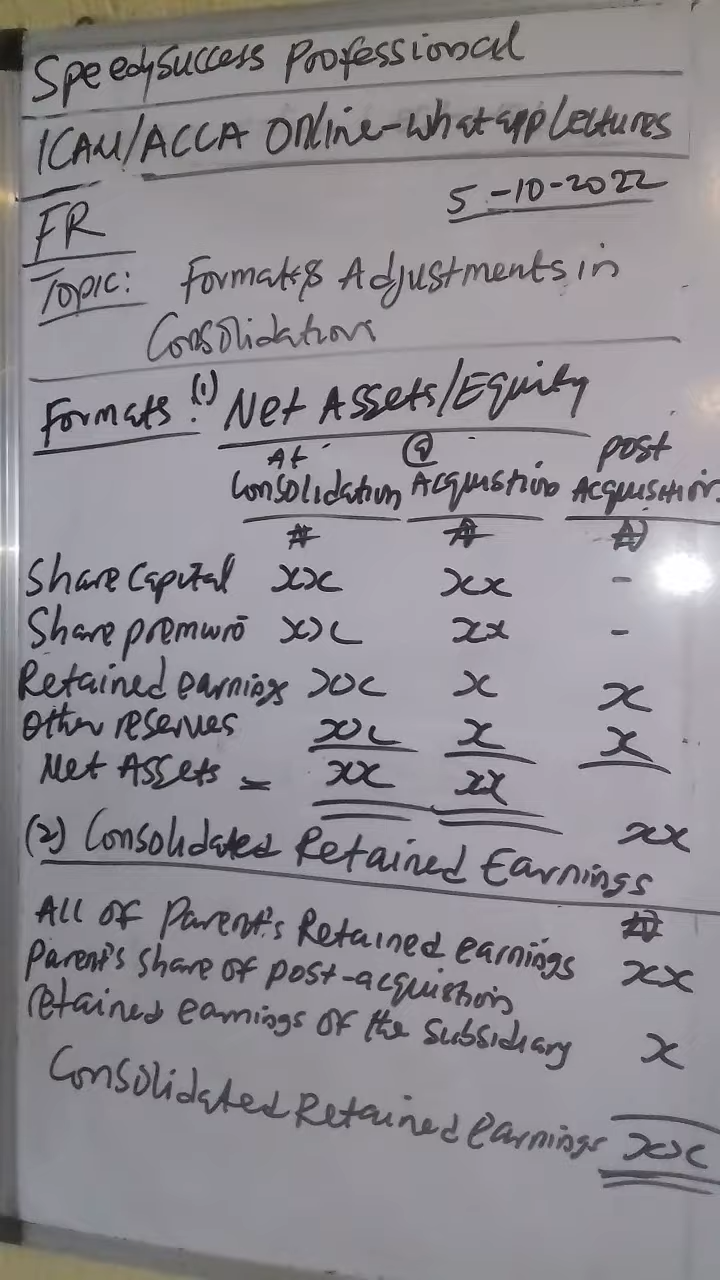 Speedysuccess Professional
ICAN/ACCA Online-whatapp Lectures
5-10-2022
FR
Topic: Formats & Adjustments in
Consolidations
Formats: (1) Net Assets/Equity
At @ post
Consolidation Acquisition Acquisition
₦ ₦ ₦
Share Capital xx xx -
Share premium xx xx -
Retained earnings xx x x
Other reserves xx x x
Net Assets = xx xx
xx
(2) Consolidated Retained Earnings
₦
All of Parent's Retained earnings xx
Parent's share of post-acquisition
retained earnings of the subsidiary x
Consolidated Retained earnings xx